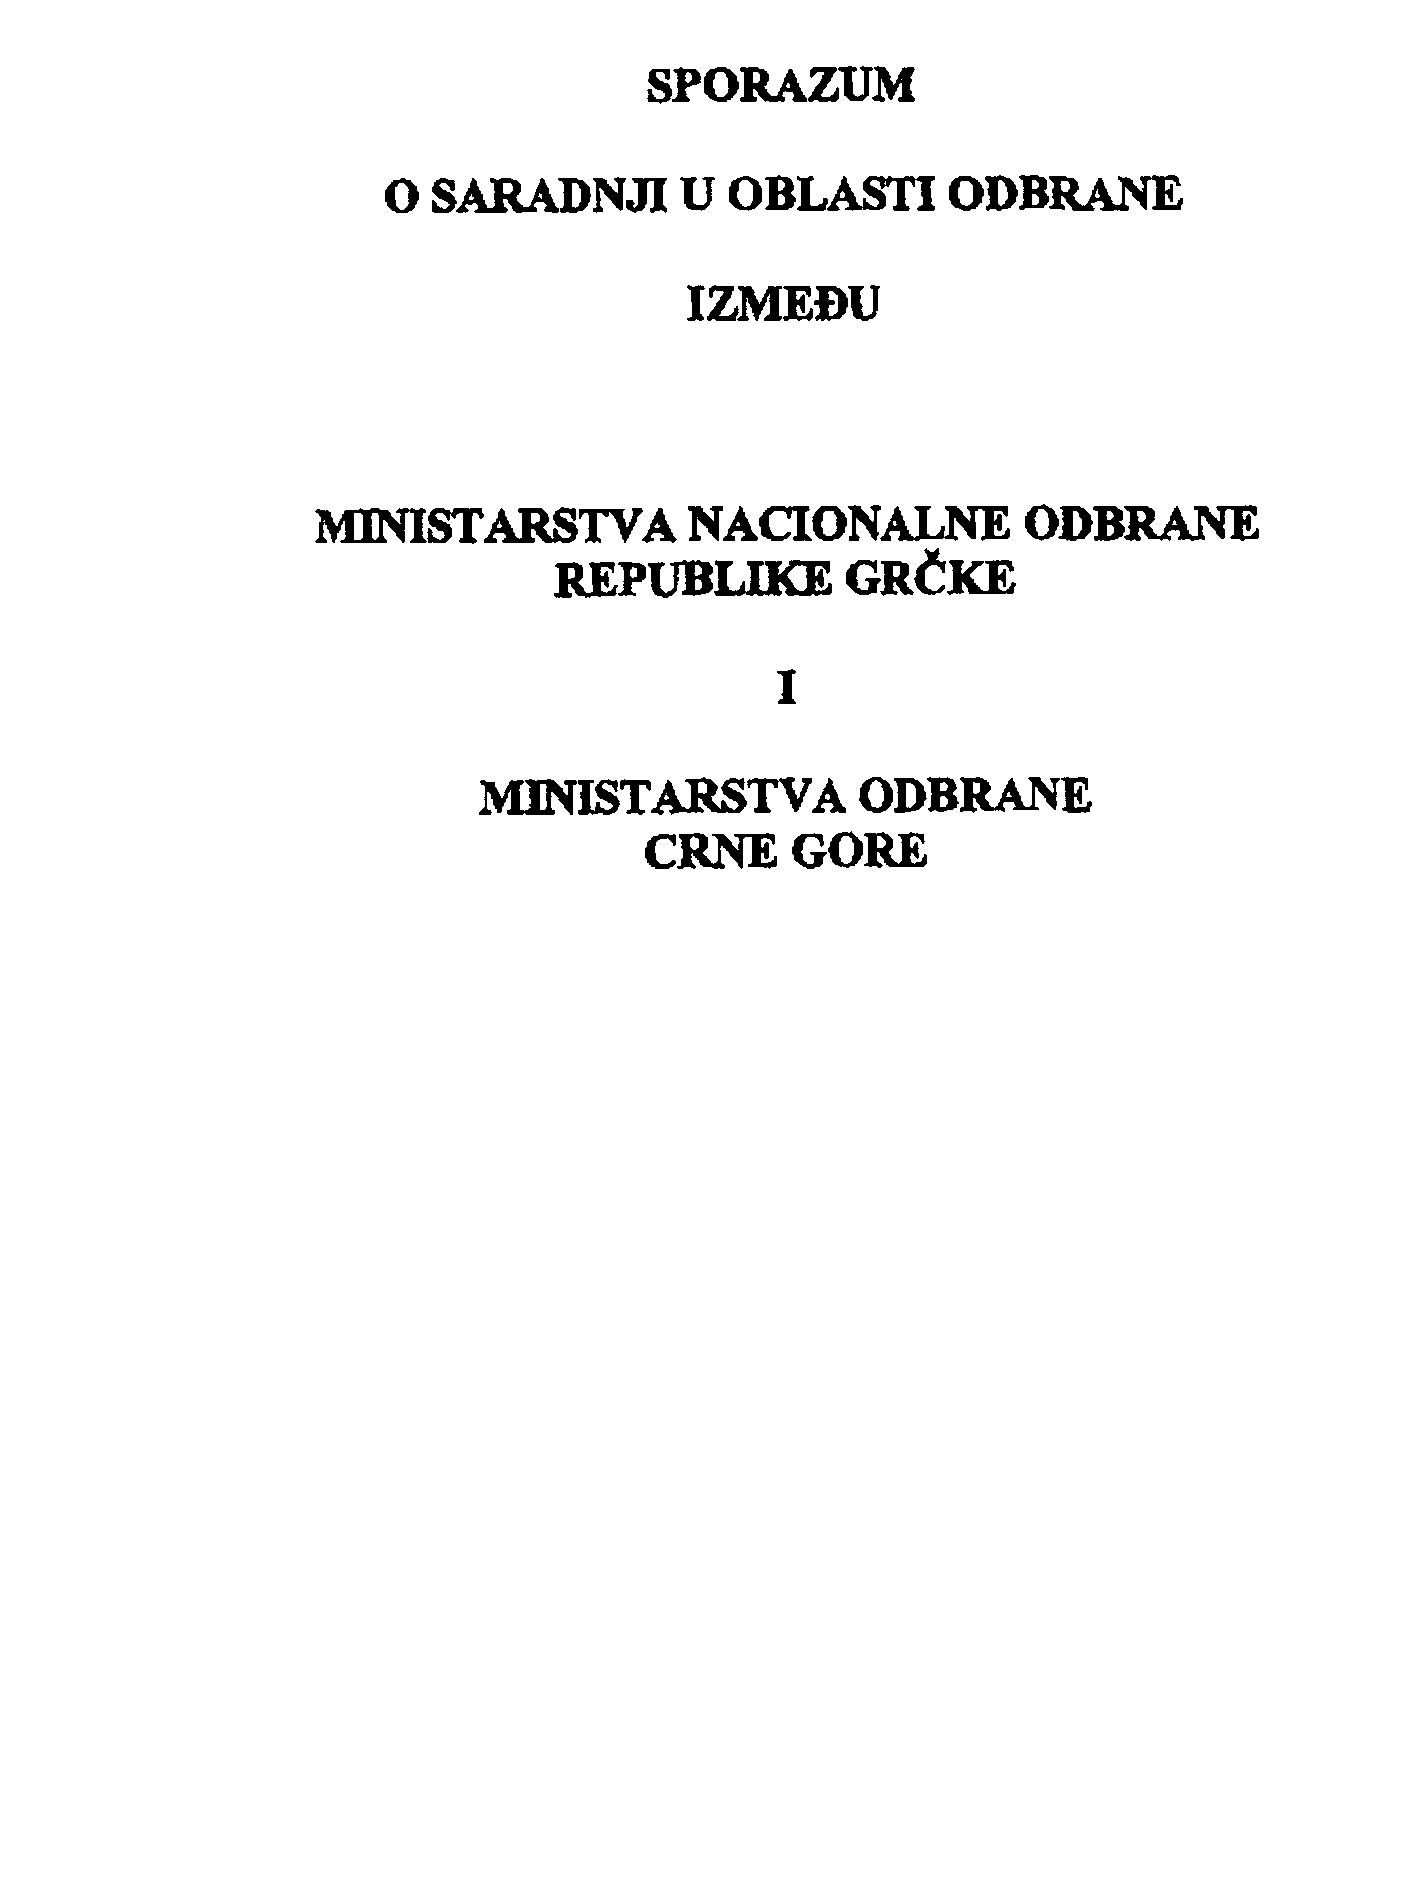 SPORAZUM
O SARADNJI U OBLASTI ODBRANE
IZMEĐU
MINISTARSTVA NACIONALNE ODBRANE
REPUBLIKE GRČKE
I
MINISTARSTVA ODBRANE
CRNE GORE